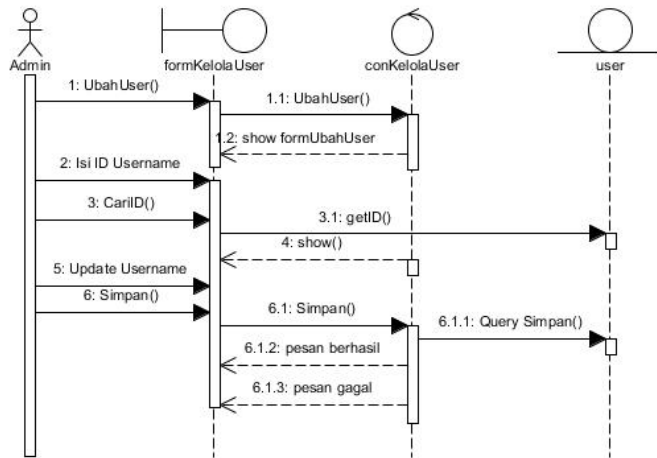 Admin
formKelolaUser
conKelolaUser
user
1: UbahUser()
1.1: UbahUser()
1.2: show formUbahUser
2: Isi ID Username
3: CariID()
3.1: getID()
4: show()
5: Update Username
6: Simpan()
6.1: Simpan()
6.1.1: Query Simpan()
6.1.2: pesan berhasil
6.1.3: pesan gagal